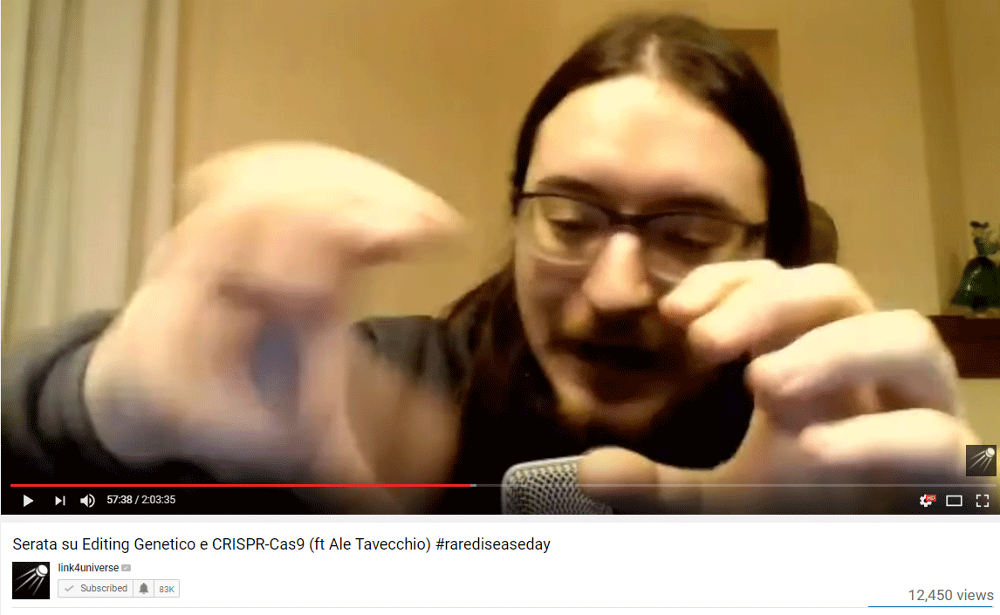 57:38 / 2:03:35
HD
Serata su Editing Genetico e CRISPR-Cas9 (ft Ale Tavecchio) #rarediseaseday
link4universe
Subscribed 83K
12,450 views